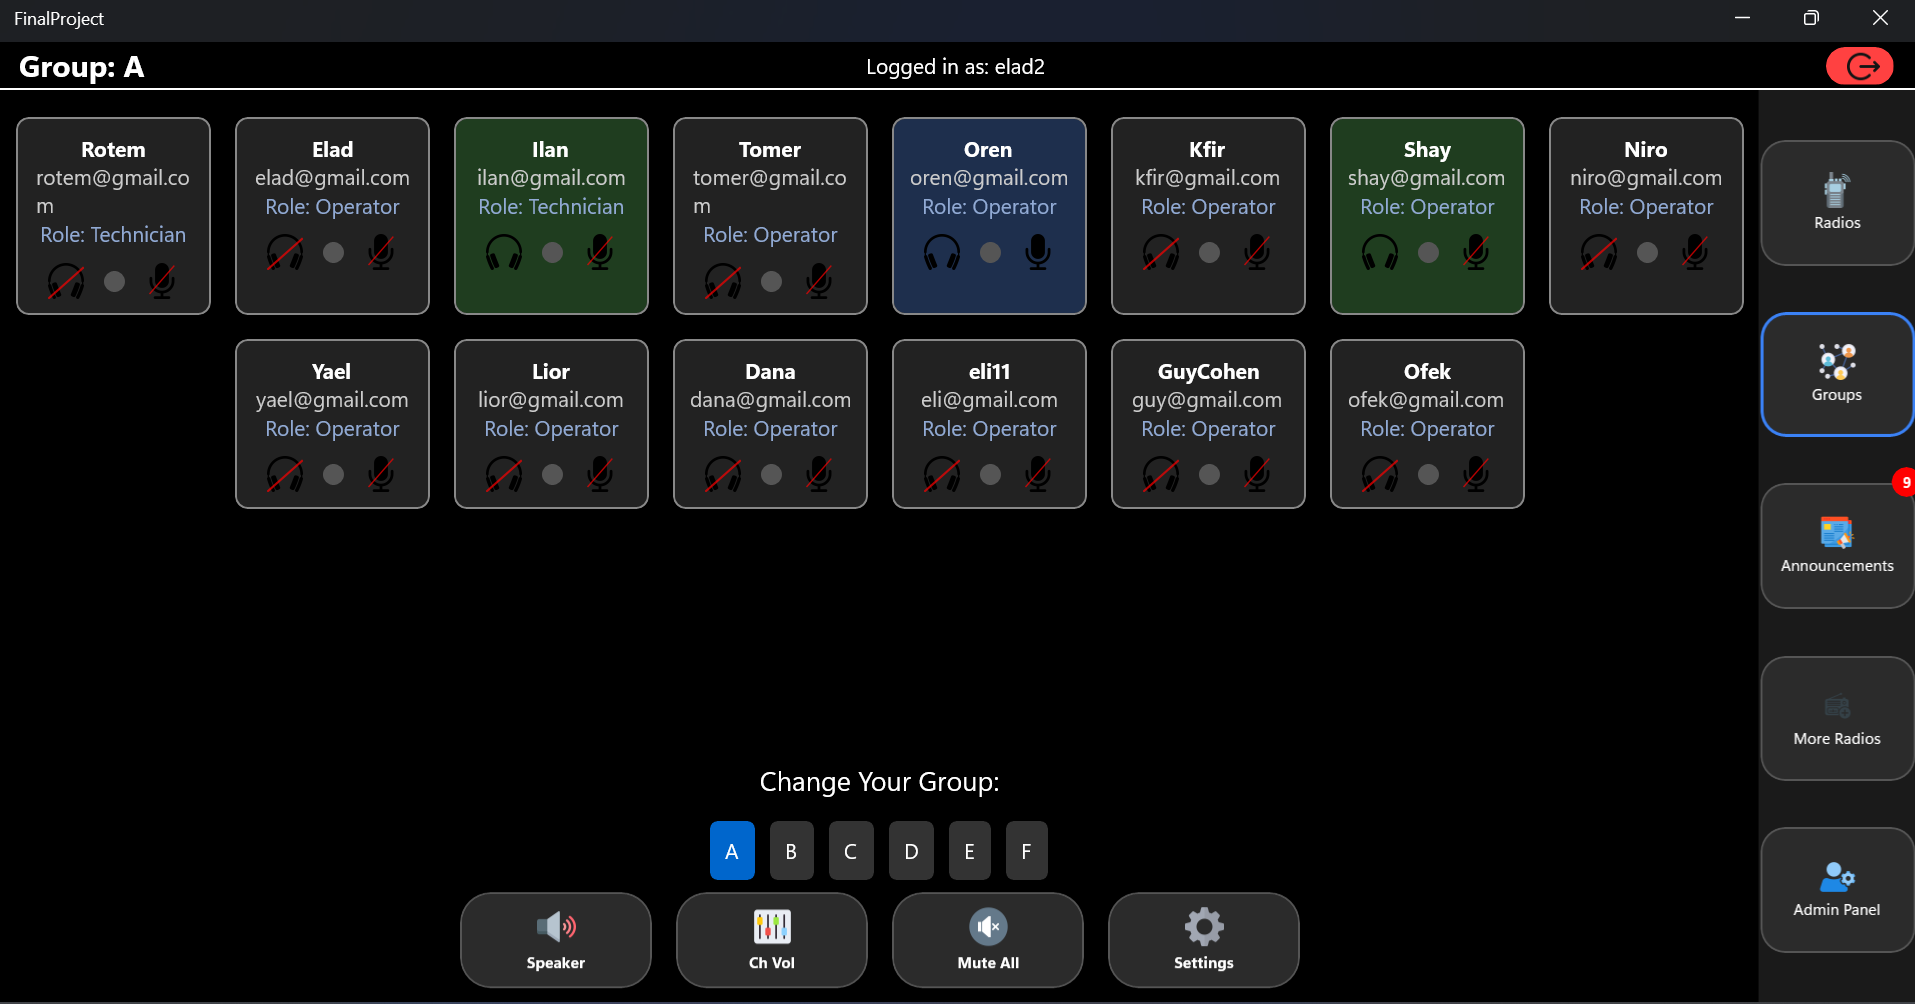 FinalProject
Group: A
Logged in as: elad2
Rotem
rotem@gmail.co
m
Role: Technician
Elad
elad@gmail.com
Role: Operator
Ilan
ilan@gmail.com
Role: Technician
Tomer
tomer@gmail.co
m
Role: Operator
Oren
oren@gmail.com
Role: Operator
Kfir
kfir@gmail.com
Role: Operator
Shay
shay@gmail.com
Role: Operator
Niro
niro@gmail.com
Role: Operator
Yael
yael@gmail.com
Role: Operator
Lior
lior@gmail.com
Role: Operator
Dana
dana@gmail.com
Role: Operator
eli11
eli@gmail.com
Role: Operator
GuyCohen
guy@gmail.com
Role: Operator
Ofek
ofek@gmail.com
Role: Operator
Radios
Groups
9
Announcements
More Radios
Admin Panel
Change Your Group:
A B C D E F
Speaker
Ch Vol
Mute All
Settings